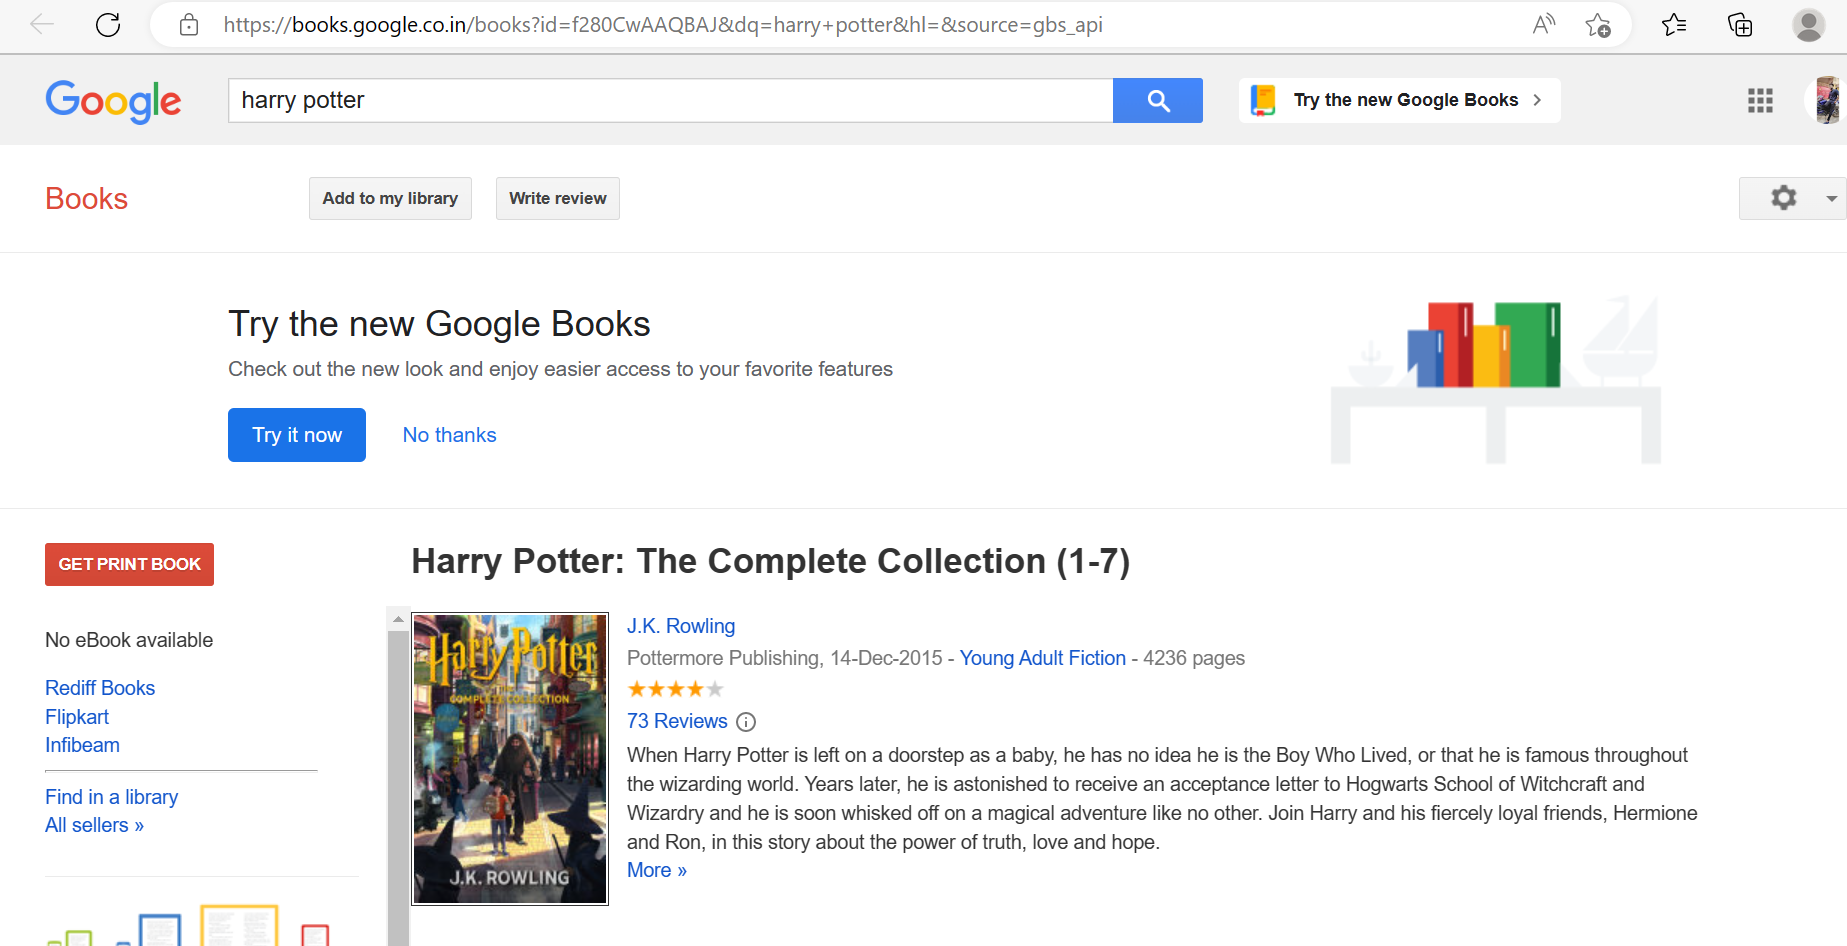 https://books.google.co.in/books?id=f280CwAAQBAJ&dq=harry+potter&hl=&source=gbs_api
Google
harry potter
Try the new Google Books
Books
Add to my library
Write review
Try the new Google Books
Check out the new look and enjoy easier access to your favorite features
Try it now
No thanks
GET PRINT BOOK
No eBook available
Rediff Books
Flipkart
Infibeam
Find in a library
All sellers »
Harry Potter: The Complete Collection (1-7)
Harry Potter
COMPLETE COLLECTION
J.K. ROWLING
J.K. Rowling
Pottermore Publishing, 14-Dec-2015 - Young Adult Fiction - 4236 pages
73 Reviews
When Harry Potter is left on a doorstep as a baby, he has no idea he is the Boy Who Lived, or that he is famous throughout
the wizarding world. Years later, he is astonished to receive an acceptance letter to Hogwarts School of Witchcraft and
Wizardry and he is soon whisked off on a magical adventure like no other. Join Harry and his fiercely loyal friends, Hermione
and Ron, in this story about the power of truth, love and hope.
More »